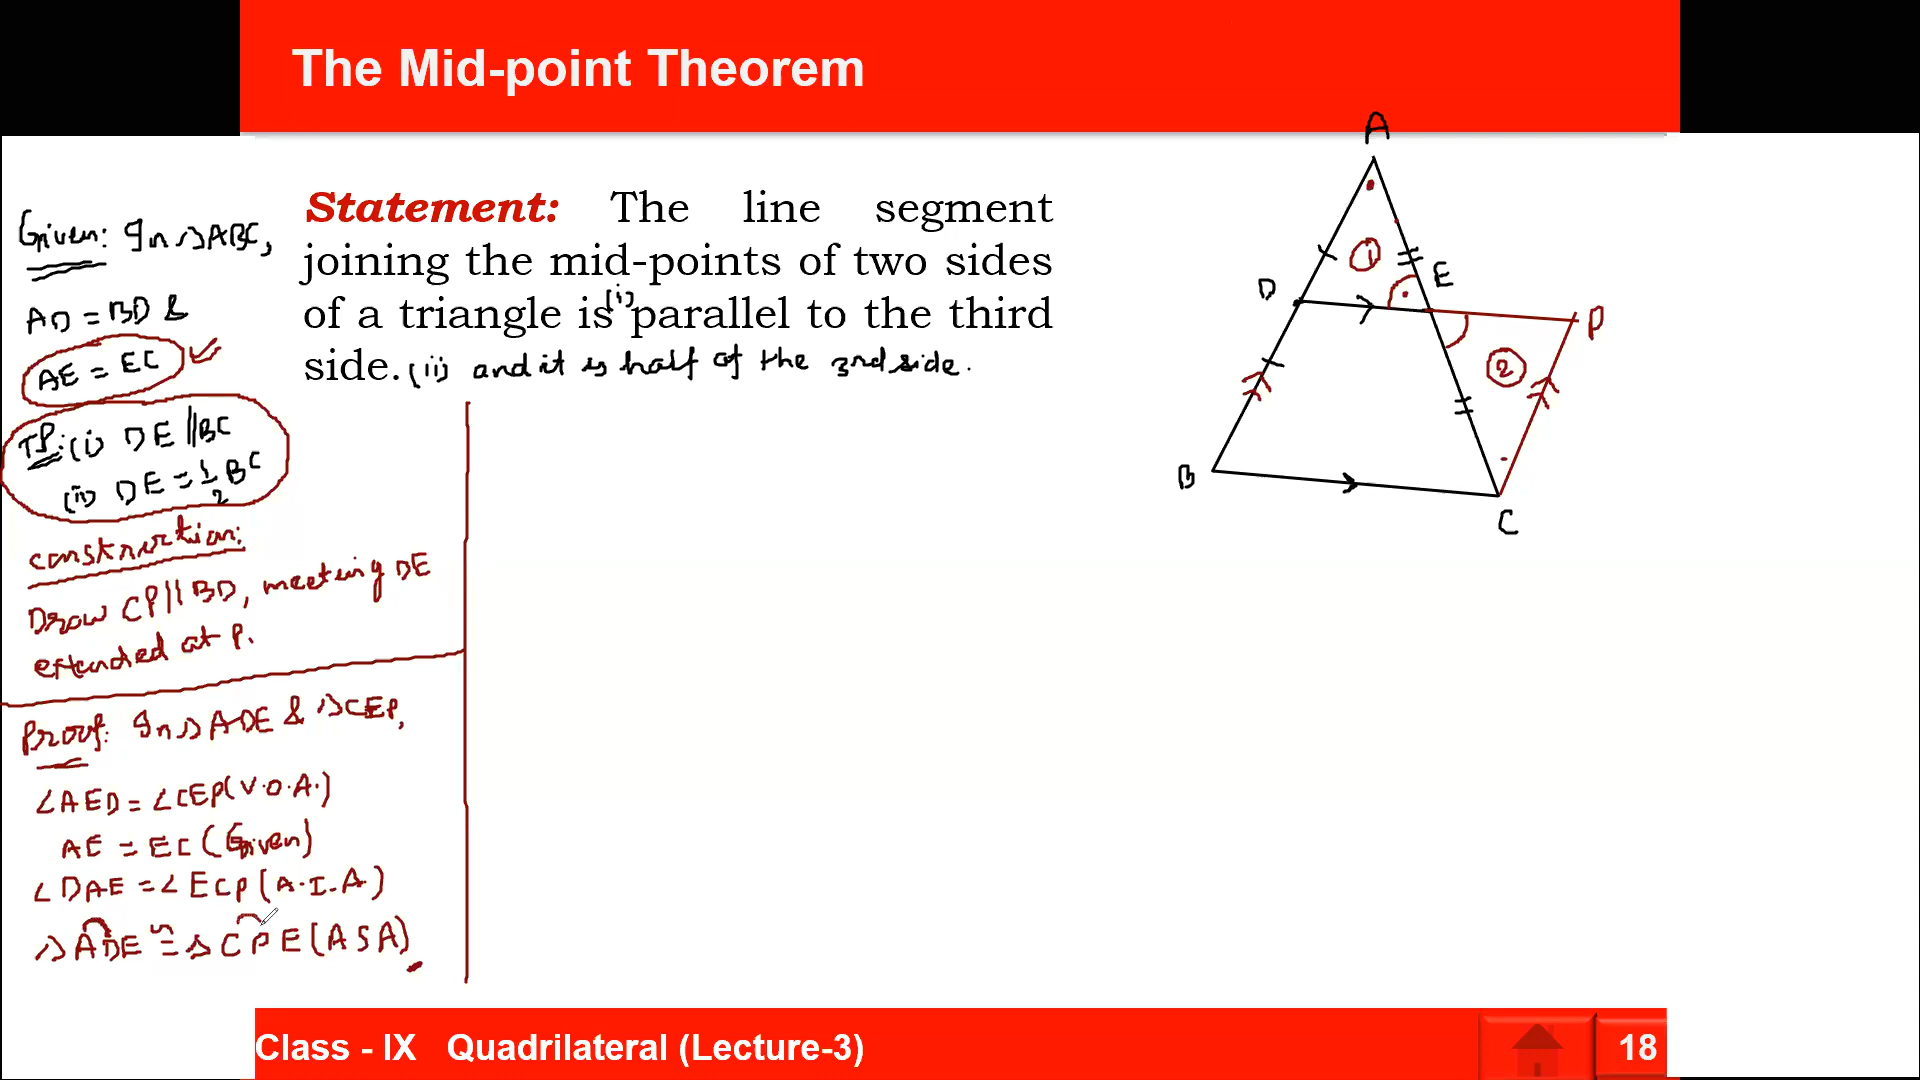 The Mid-point Theorem
Statement: The line segment
joining the mid-points of two sides
of a triangle is (i) parallel to the third
side. (ii) and it is half of the 3rd side.
Given: In △ABC,
AD = BD &
AE = EC
TP: (i) DE || BC
(ii) DE = 1/2 BC
construction:
Draw CP || BD, meeting DE
extended at P.
Proof: In △ADE & △CEP,
∠AED = ∠CEP (V.O.A.)
AE = EC (Given)
∠DAE = ∠ECP (A.I.A)
△ADE ≅ △CPE (ASA)
A
1
D
E
P
2
B
C
Class - IX Quadrilateral (Lecture-3)
18